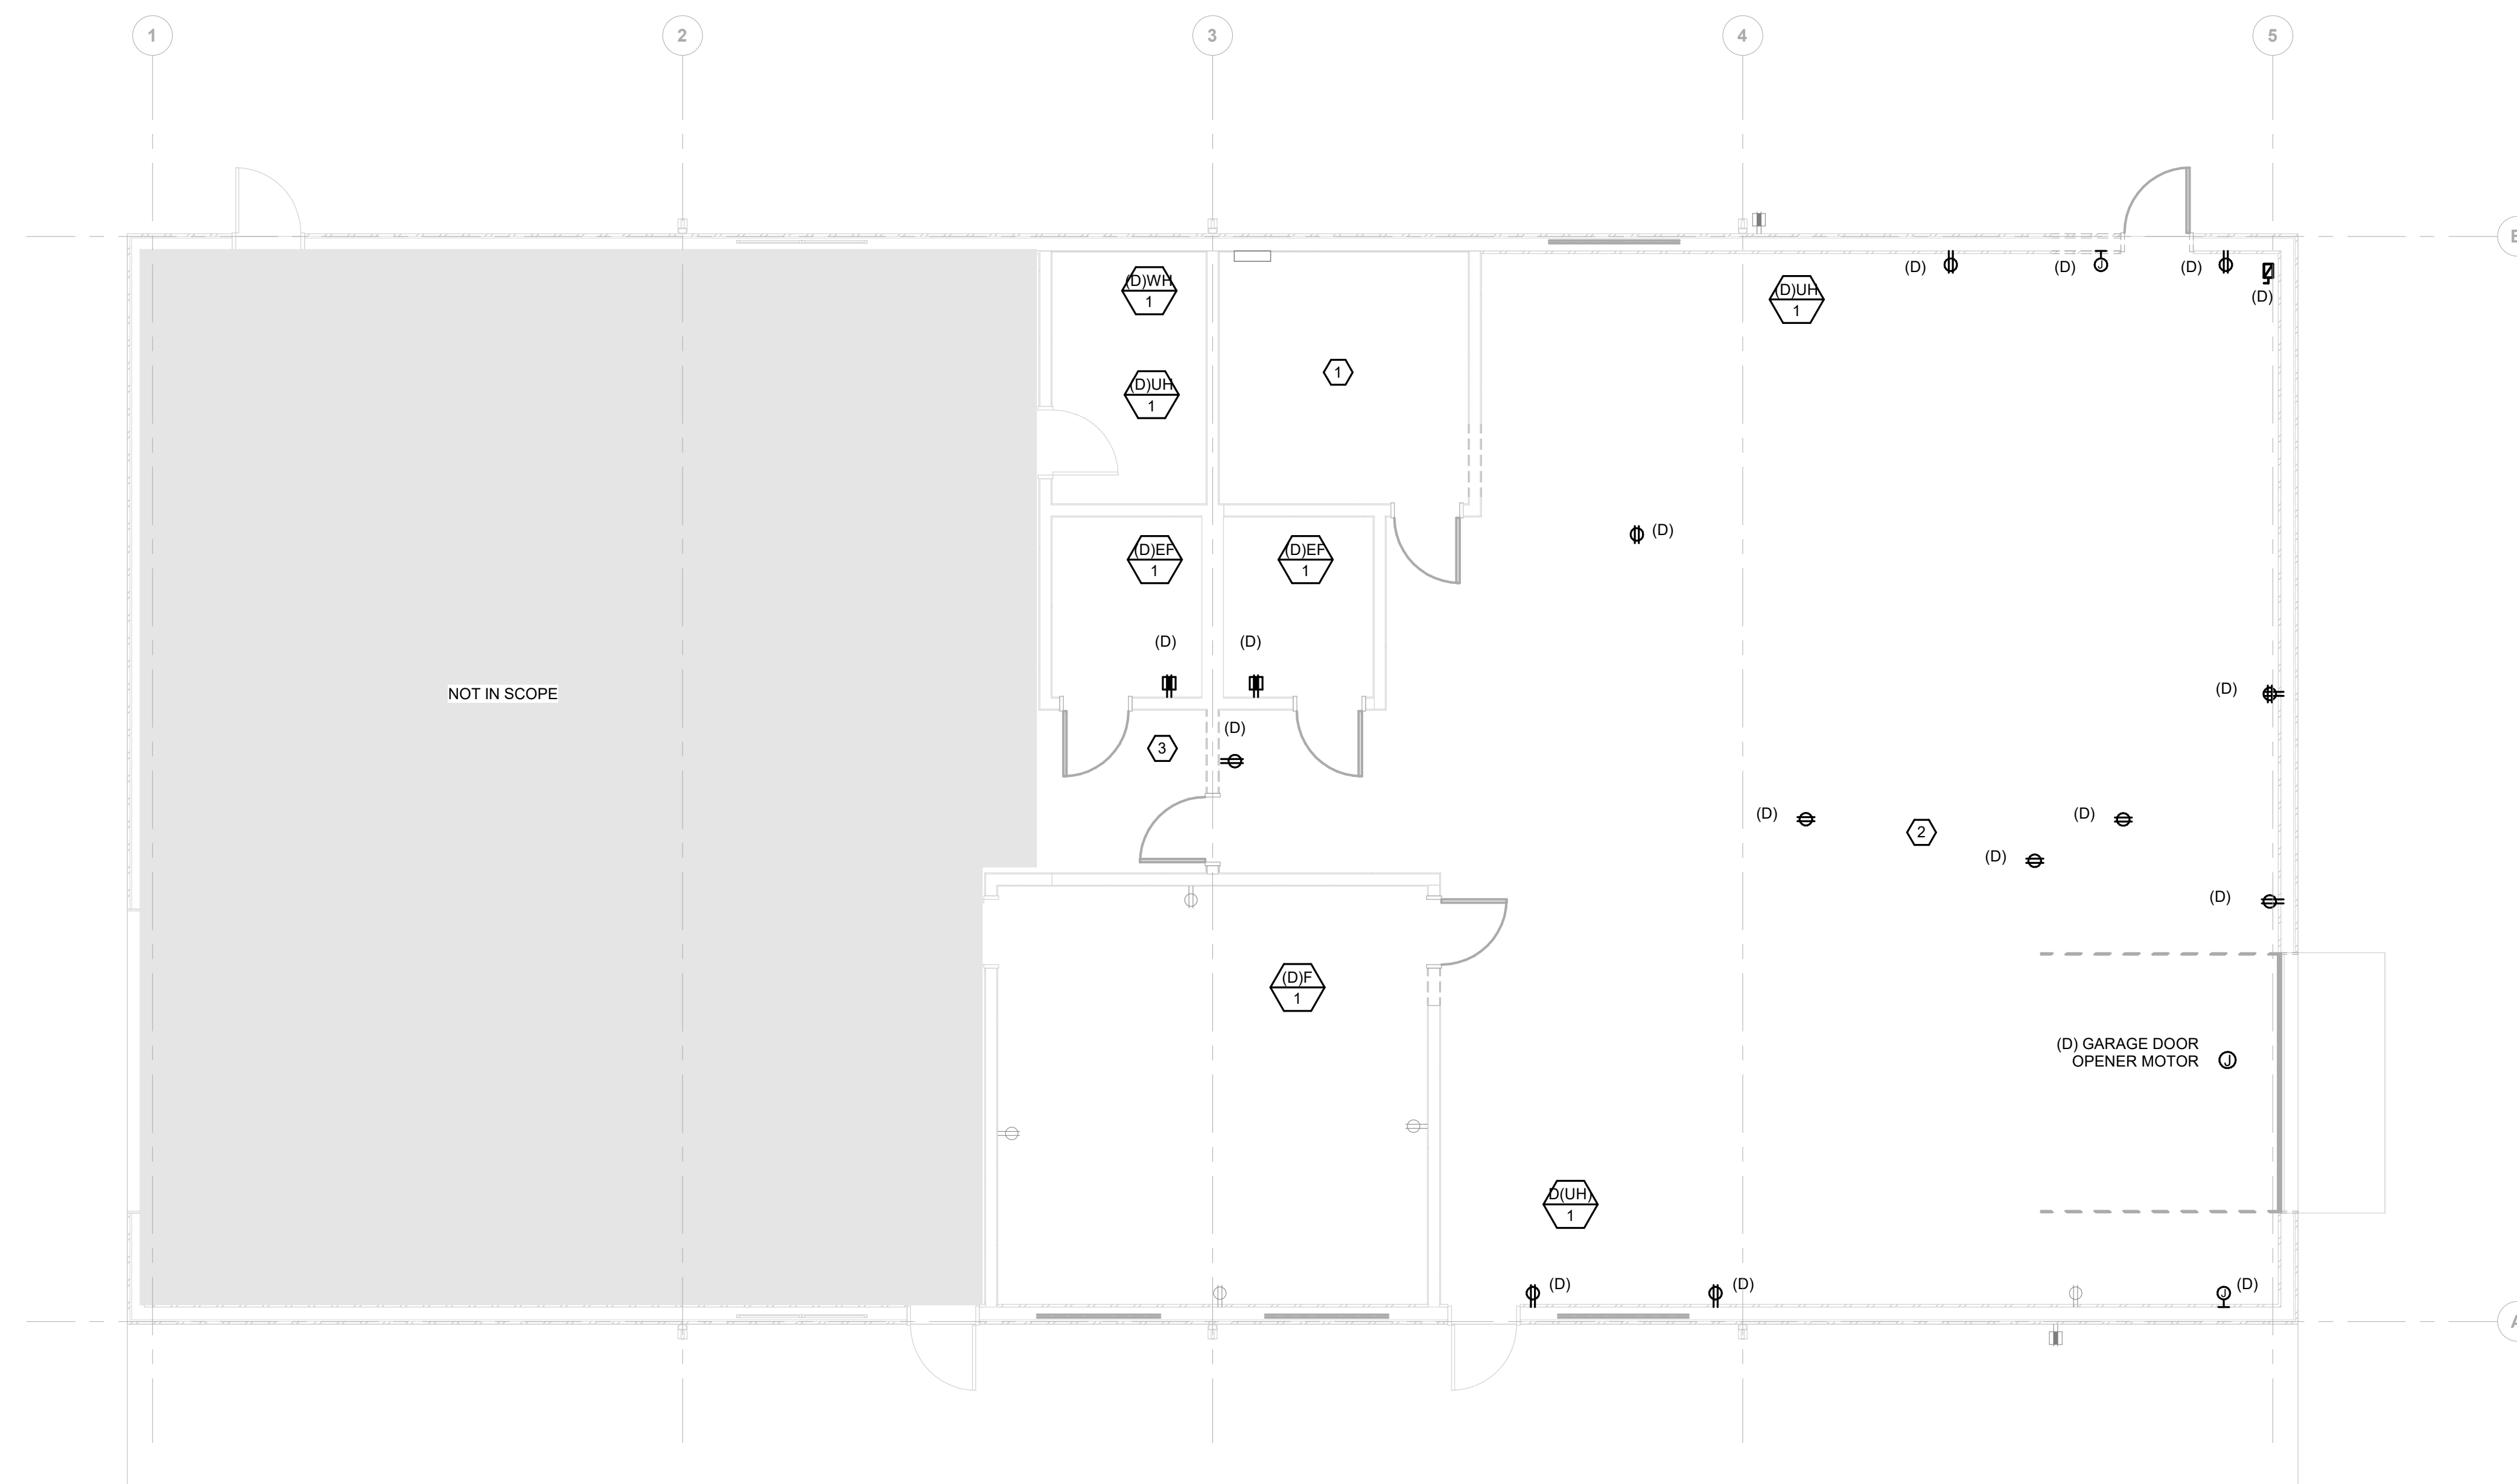 1
2
3
4
5
B
(D)WH
1
(D)UH
1
(D)
J
(D)
(D)
(D)
(D)UH
1
1
(D)
(D)EF
1
(D)EF
1
(D)
(D)
NOT IN SCOPE
(D)
(D)
3
(D)
2
(D)
(D)
(D)
(D)F
1
(D) GARAGE DOOR
OPENER MOTOR
J
D(UH)
1
(D)
(D)
J
(D)
A